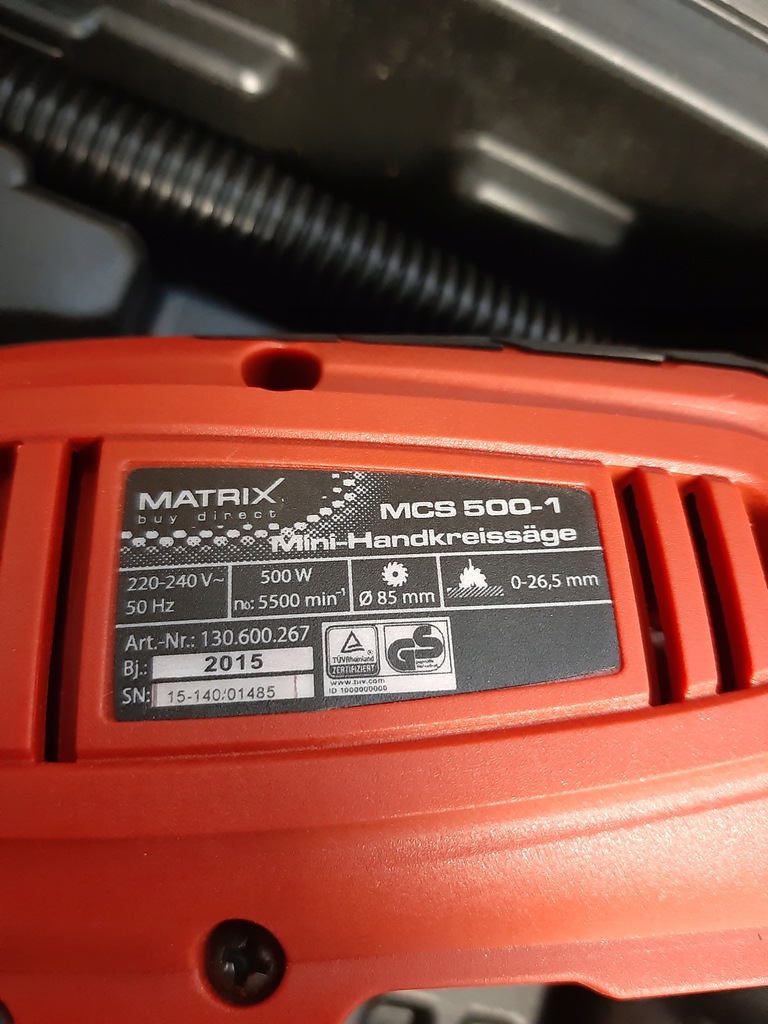 MATRIX
buy direct
MCS 500-1
Mini-Handkreissäge
220-240 V~
50 Hz
500 W
n₀: 5500 min⁻¹
Ø 85 mm
0-26,5 mm
Art.-Nr.: 130.600.267
Bj.: 2015
SN: 15-140/01485
TÜVRheinland
ZERTIFIZIERT
geprüfte
Sicherheit
www.tuv.com
ID 1000000000